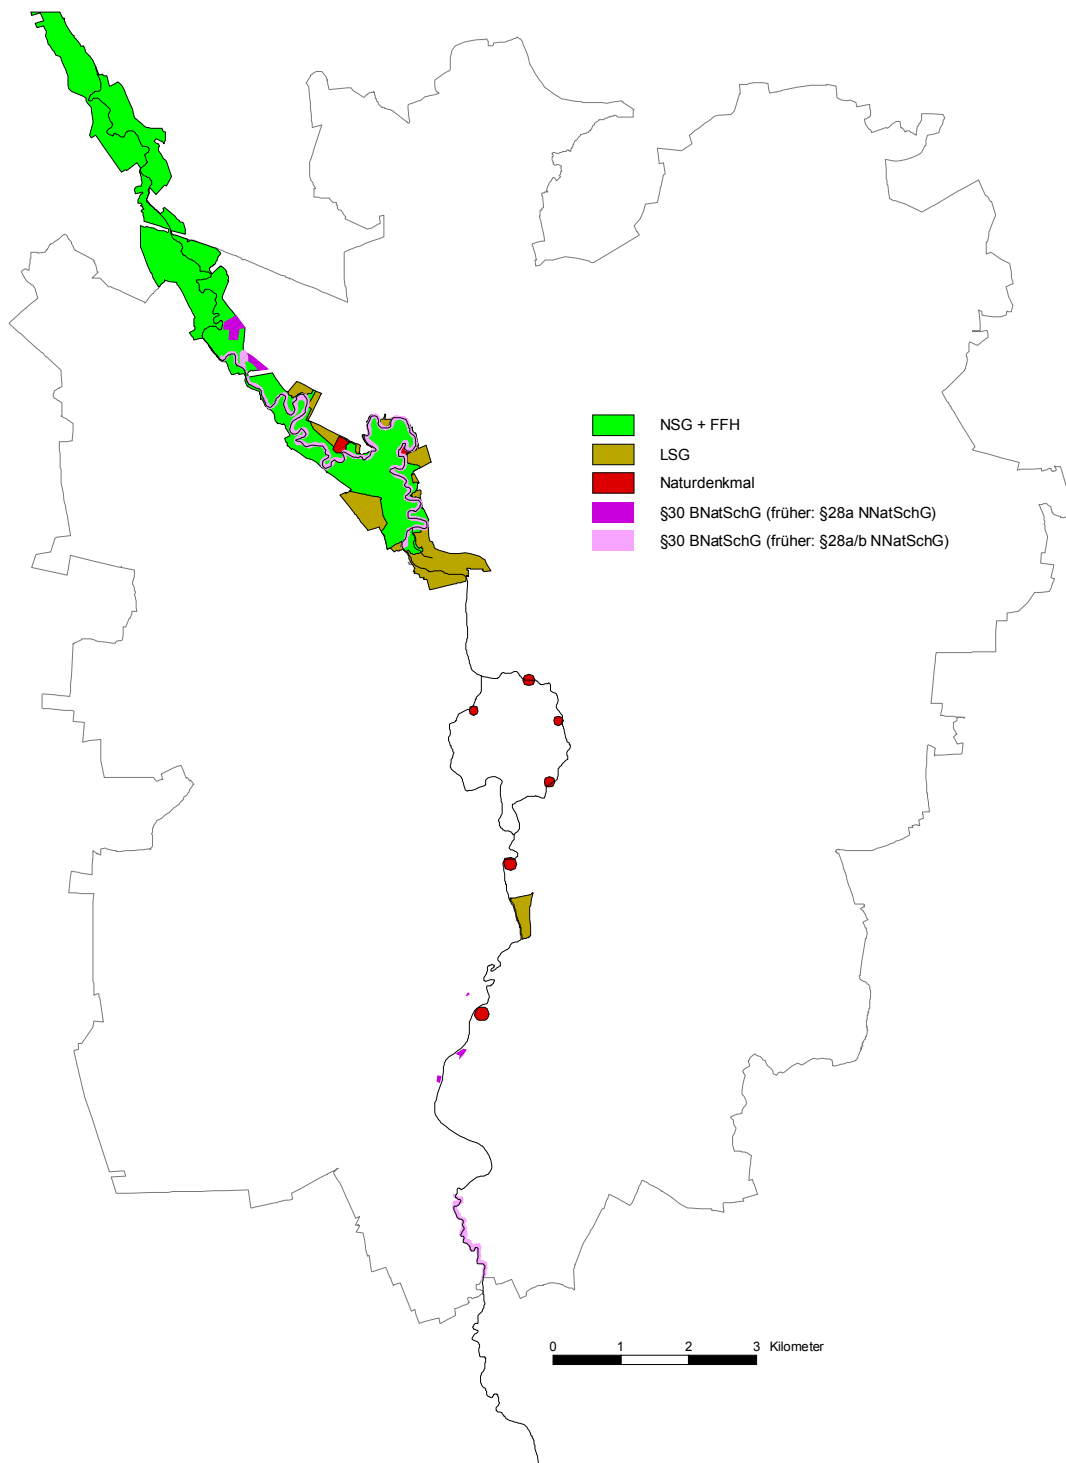 NSG + FFH
LSG
Naturdenkmal
§30 BNatSchG (früher: §28a NNatSchG)
§30 BNatSchG (früher: §28a/b NNatSchG)
0 1 2 3 Kilometer